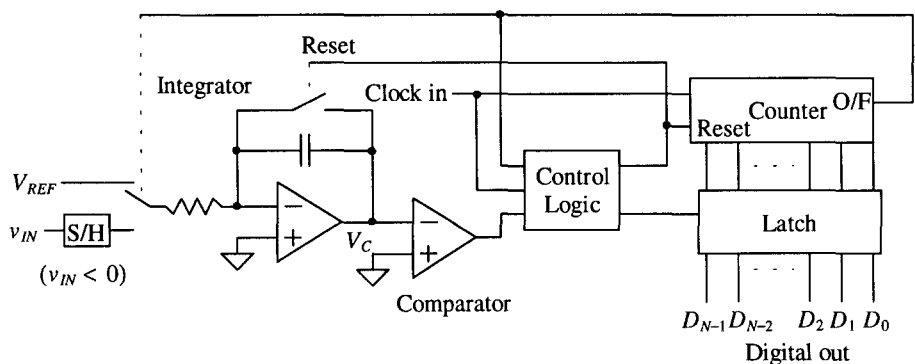 Reset
Integrator
Clock in
O/F
Counter
Reset
V_REF
Control
Logic
v_IN
S/H
Latch
V_C
(v_IN < 0)
Comparator
D_N–1 D_N–2 D_2 D_1 D_0
Digital out